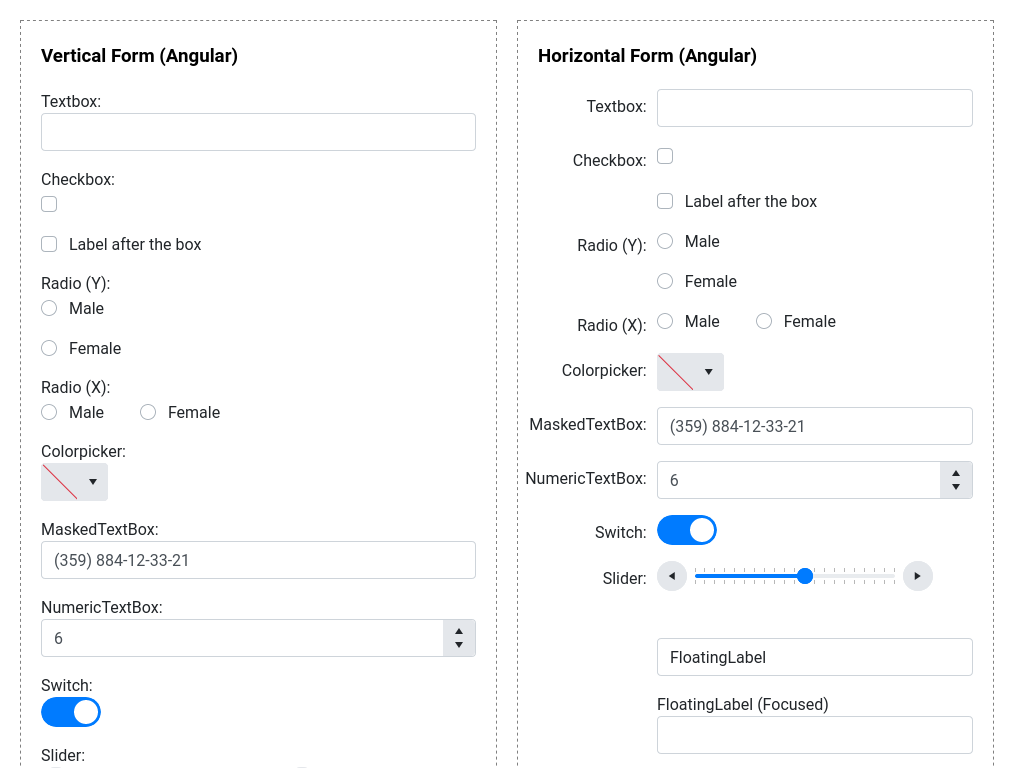 Vertical Form (Angular)
Textbox:
Checkbox:
Label after the box
Radio (Y):
Male
Female
Radio (X):
Male Female
Colorpicker:
MaskedTextBox:
(359) 884-12-33-21
NumericTextBox:
6
Switch:
Slider:
Horizontal Form (Angular)
Textbox:
Checkbox:
Label after the box
Radio (Y): Male
Female
Radio (X): Male Female
Colorpicker:
MaskedTextBox: (359) 884-12-33-21
NumericTextBox: 6
Switch:
Slider:
FloatingLabel
FloatingLabel (Focused)